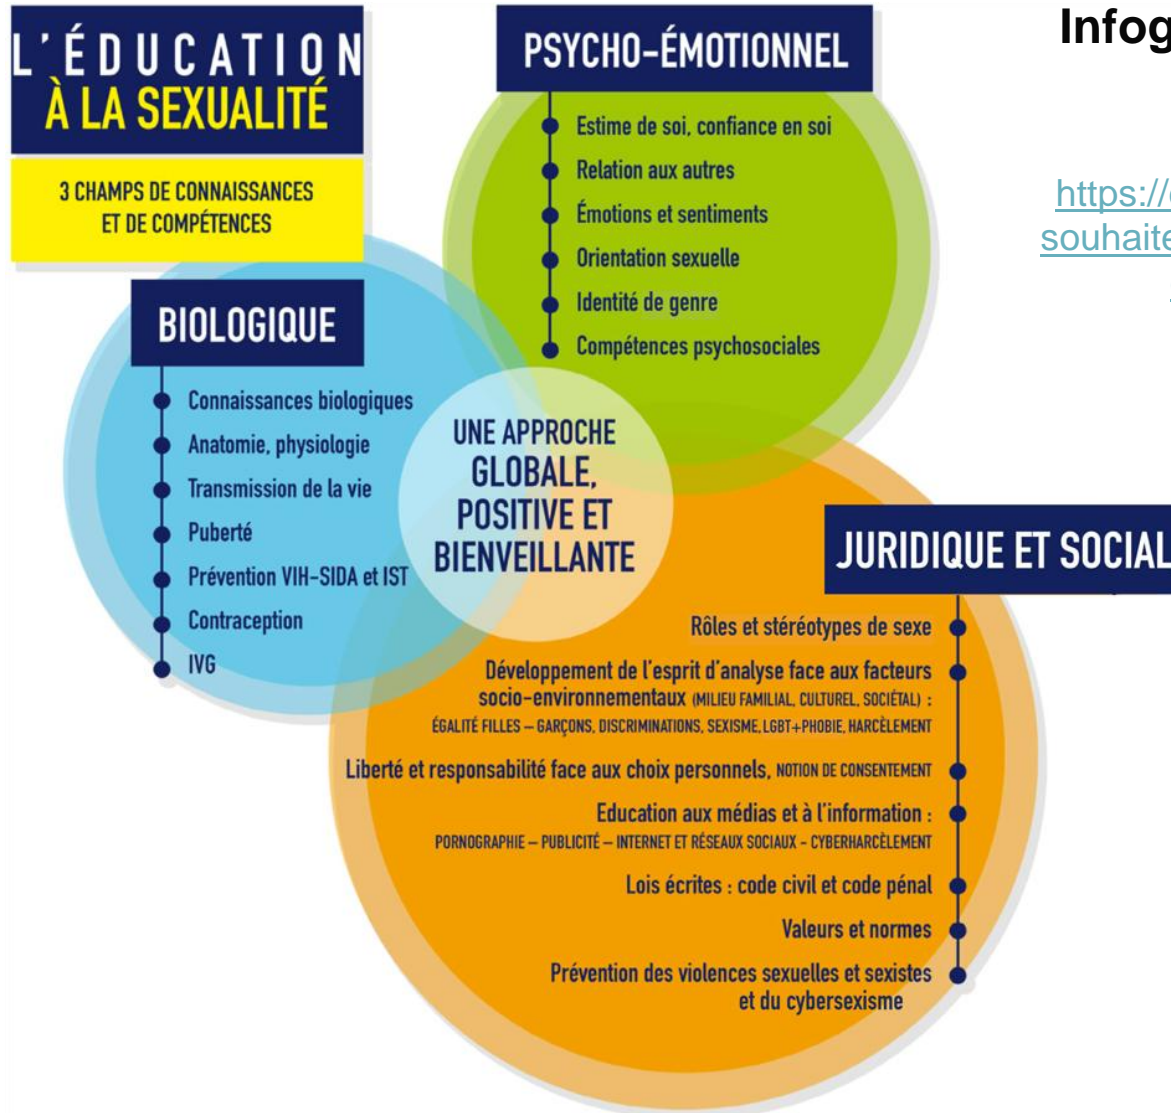 L'ÉDUCATION
À LA SEXUALITÉ
3 CHAMPS DE CONNAISSANCES
ET DE COMPÉTENCES
PSYCHO-ÉMOTIONNEL
Estime de soi, confiance en soi
Relation aux autres
Émotions et sentiments
Orientation sexuelle
Identité de genre
Compétences psychosociales
BIOLOGIQUE
Connaissances biologiques
Anatomie, physiologie
Transmission de la vie
Puberté
Prévention VIH-SIDA et IST
Contraception
IVG
UNE APPROCHE
GLOBALE,
POSITIVE ET
BIENVEILLANTE
JURIDIQUE ET SOCIAL
Rôles et stéréotypes de sexe
Développement de l'esprit d'analyse face aux facteurs
socio-environnementaux (MILIEU FAMILIAL, CULTUREL, SOCIÉTAL) :
ÉGALITÉ FILLES – GARÇONS, DISCRIMINATIONS, SEXISME, LGBT+PHOBIE, HARCÈLEMENT
Liberté et responsabilité face aux choix personnels, NOTION DE CONSENTEMENT
Education aux médias et à l'information :
PORNOGRAPHIE – PUBLICITÉ – INTERNET ET RÉSEAUX SOCIAUX - CYBERHARCÈLEMENT
Lois écrites : code civil et code pénal
Valeurs et normes
Prévention des violences sexuelles et sexistes
et du cybersexisme
Infog
https://
souhaite